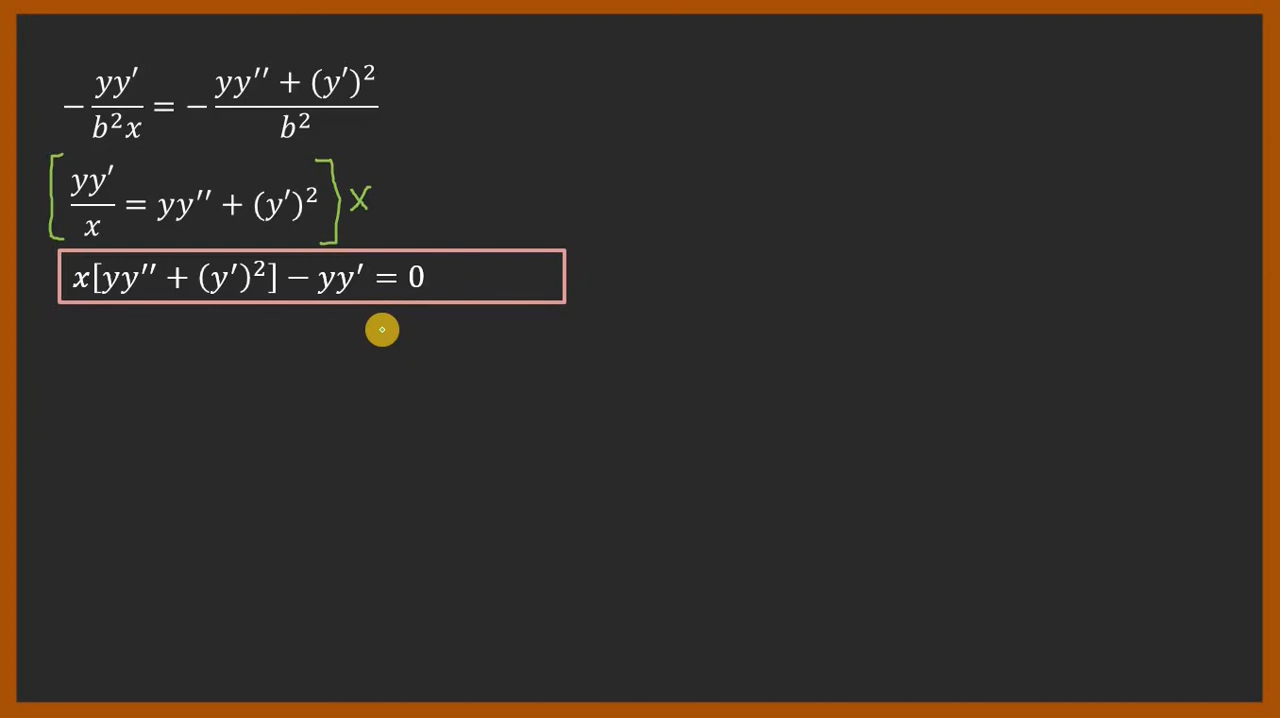 −yy′/b²x = −(yy′′ + (y′)²)/b²
[yy′/x = yy′′ + (y′)²] x
x[yy′′ + (y′)²] − yy′ = 0